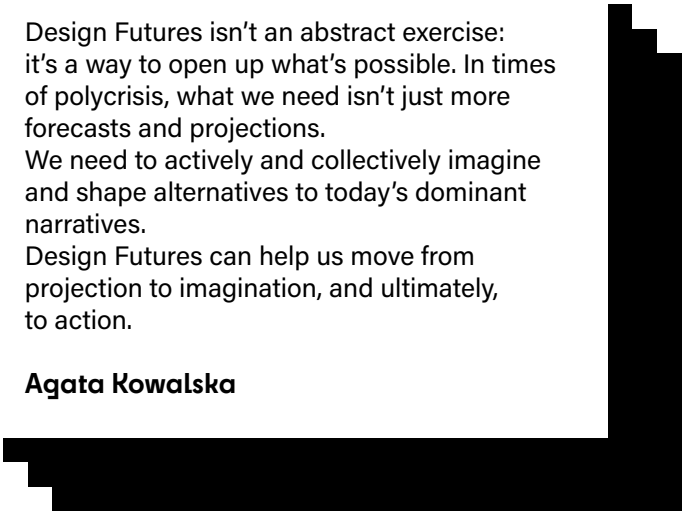 Design Futures isn’t an abstract exercise:
it’s a way to open up what’s possible. In times
of polycrisis, what we need isn’t just more
forecasts and projections.
We need to actively and collectively imagine
and shape alternatives to today’s dominant
narratives.
Design Futures can help us move from
projection to imagination, and ultimately,
to action.
Agata Kowalska